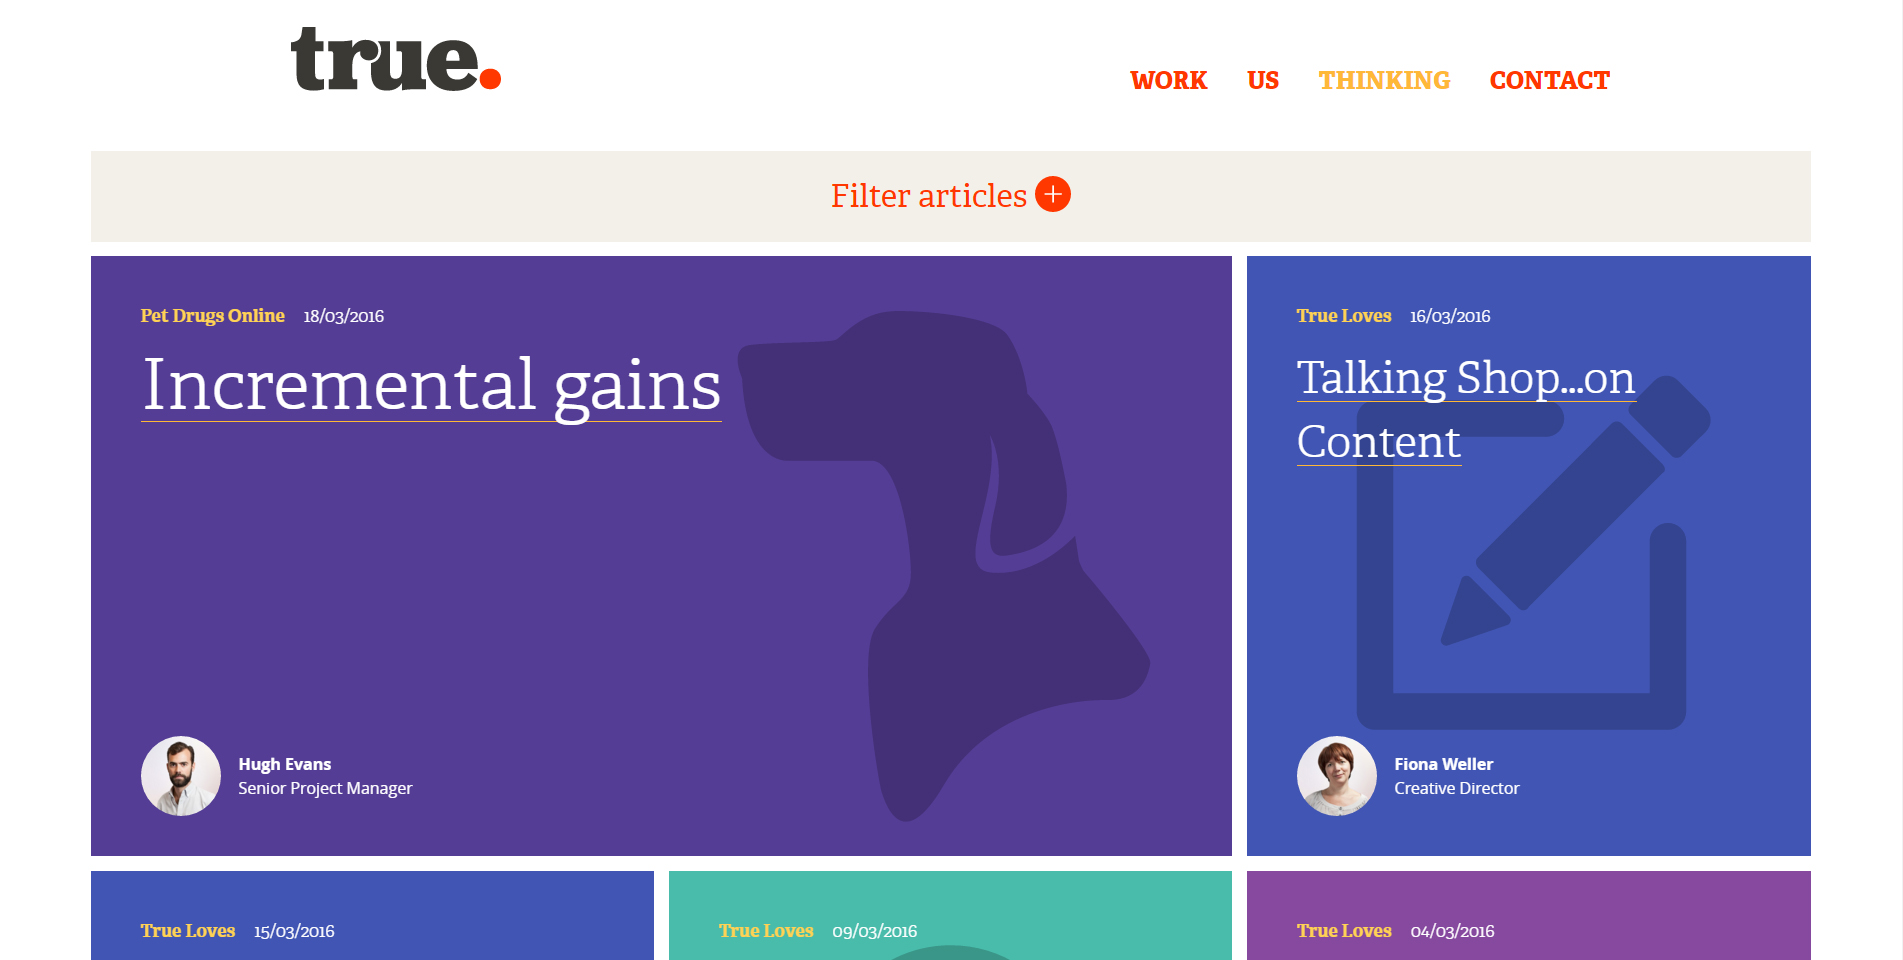 true.
WORK US THINKING CONTACT
Filter articles
Pet Drugs Online 18/03/2016
Incremental gains
Hugh Evans
Senior Project Manager
True Loves 16/03/2016
Talking Shop...on
Content
Fiona Weller
Creative Director
True Loves 15/03/2016
True Loves 09/03/2016
True Loves 04/03/2016